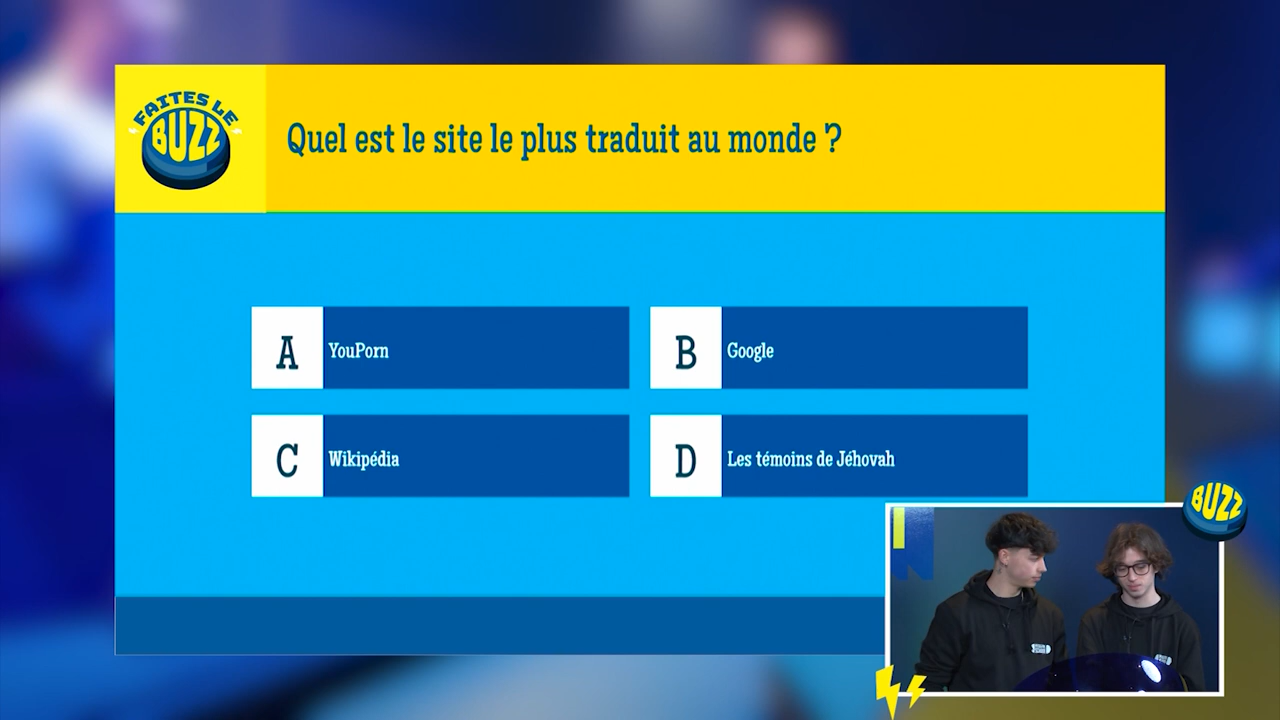 FAITES LE
BUZZ
Quel est le site le plus traduit au monde ?
A
YouPorn
B
Google
C
Wikipédia
D
Les témoins de Jéhovah
BUZZ